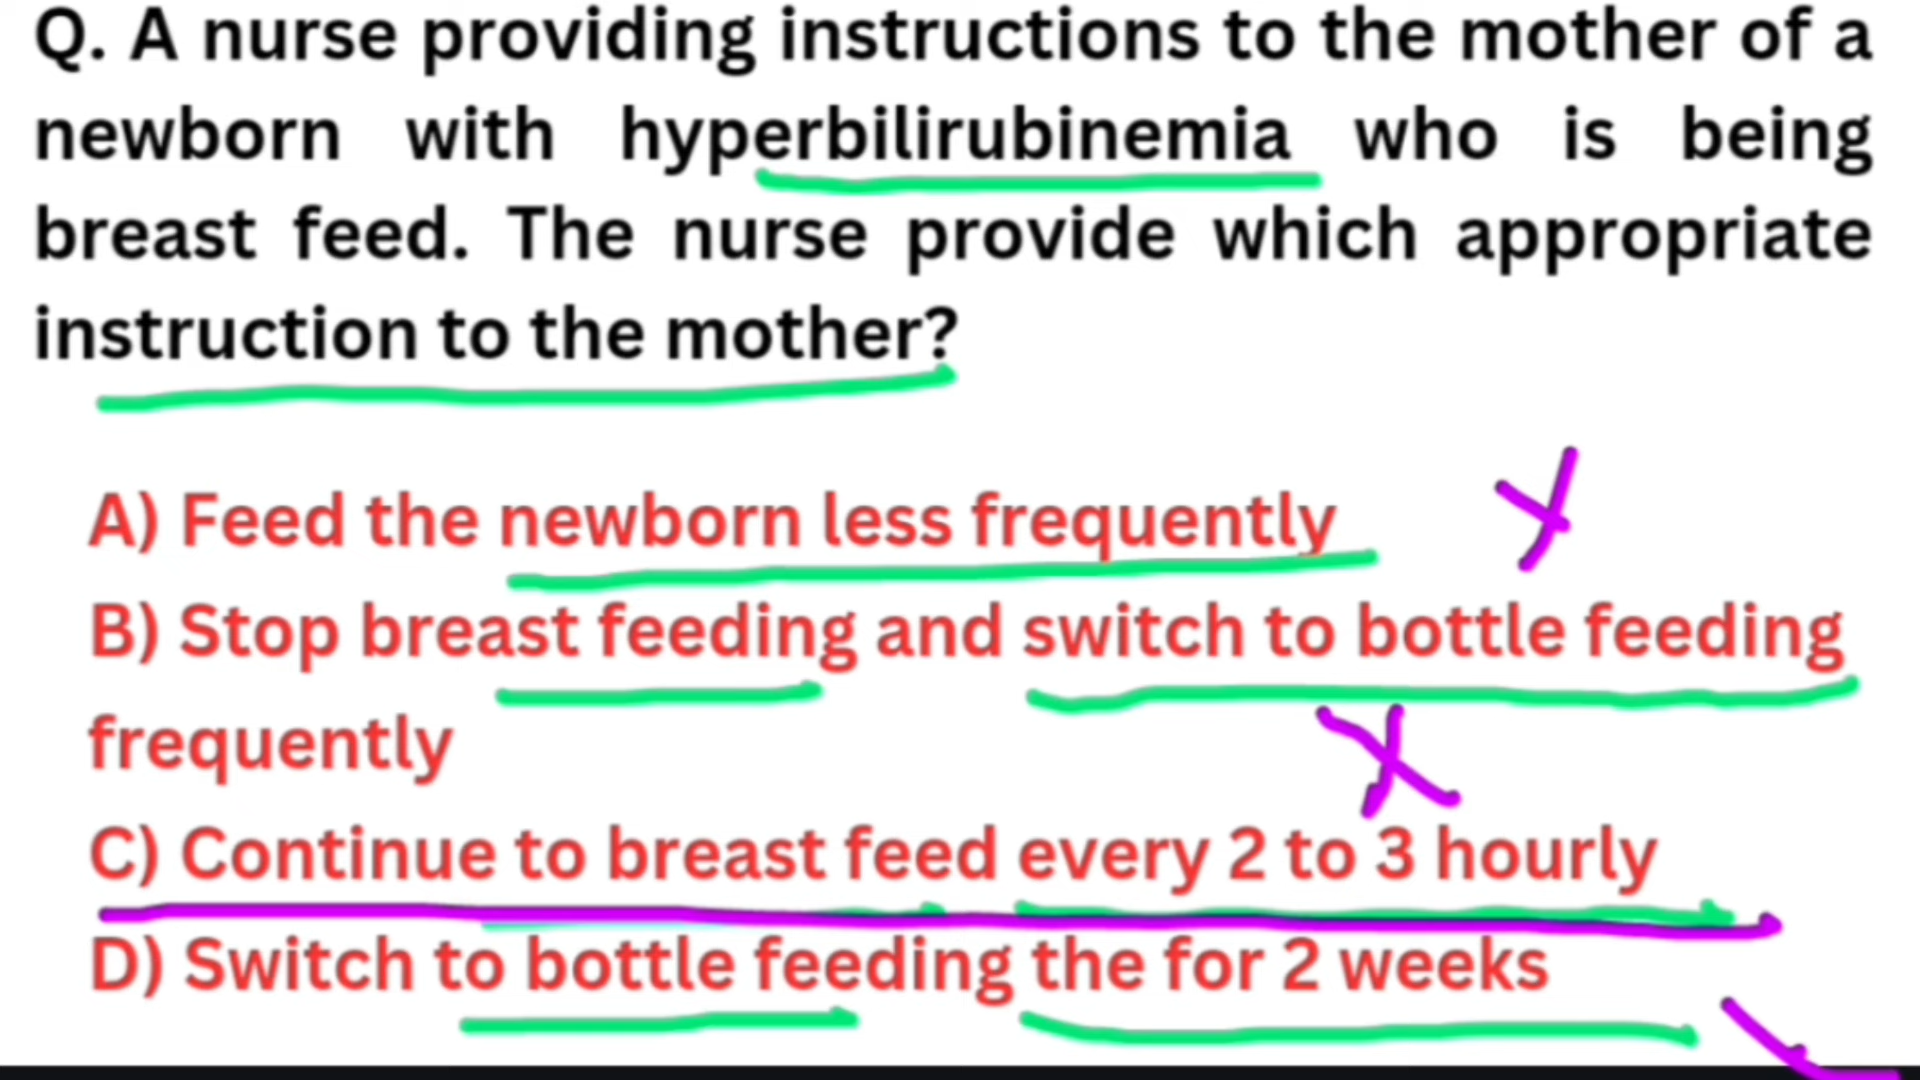 Q. A nurse providing instructions to the mother of a
newborn with hyperbilirubinemia who is being
breast feed. The nurse provide which appropriate
instruction to the mother?
A) Feed the newborn less frequently
B) Stop breast feeding and switch to bottle feeding
frequently
C) Continue to breast feed every 2 to 3 hourly
D) Switch to bottle feeding the for 2 weeks